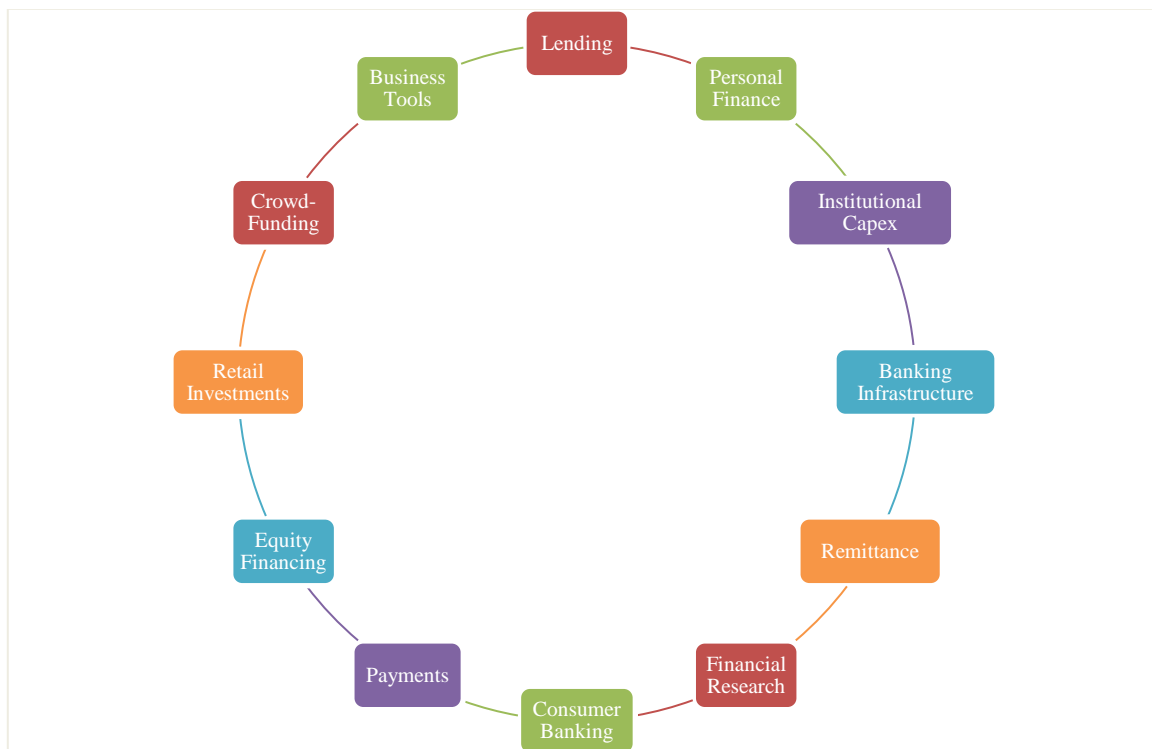 Lending
Personal
Finance
Institutional
Capex
Banking
Infrastructure
Remittance
Financial
Research
Consumer
Banking
Payments
Equity
Financing
Retail
Investments
Crowd-
Funding
Business
Tools